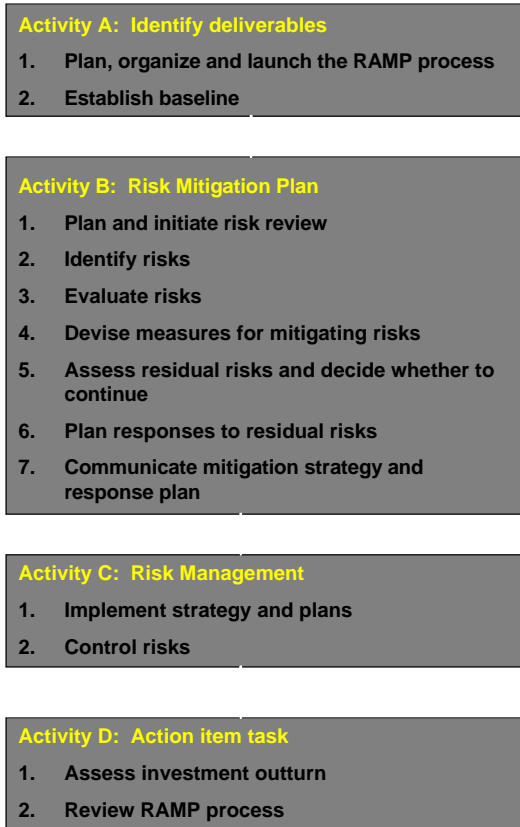 Activity A: Identify deliverables
1. Plan, organize and launch the RAMP process
2. Establish baseline
Activity B: Risk Mitigation Plan
1. Plan and initiate risk review
2. Identify risks
3. Evaluate risks
4. Devise measures for mitigating risks
5. Assess residual risks and decide whether to
continue
6. Plan responses to residual risks
7. Communicate mitigation strategy and
response plan
Activity C: Risk Management
1. Implement strategy and plans
2. Control risks
Activity D: Action item task
1. Assess investment outturn
2. Review RAMP process